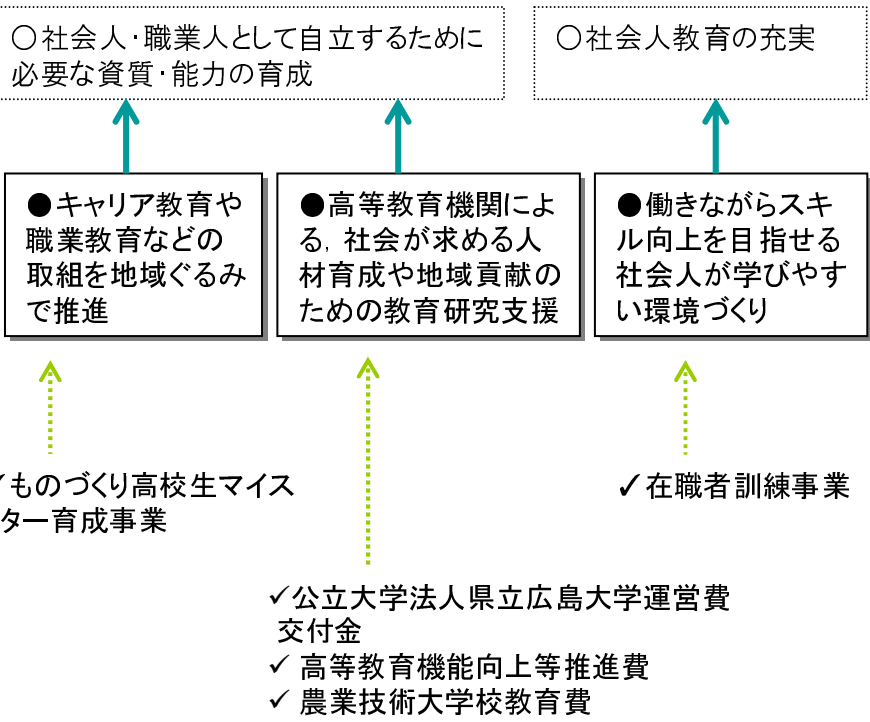 ○社会人・職業人として自立するために
必要な資質・能力の育成
○社会人教育の充実
●キャリア教育や
職業教育などの
取組を地域ぐるみ
で推進
●高等教育機関によ
る，社会が求める人
材育成や地域貢献の
ための教育研究支援
●働きながらスキ
ル向上を目指せる
社会人が学びやす
い環境づくり
✓ものづくり高校生マイス
ター育成事業
✓在職者訓練事業
✓公立大学法人県立広島大学運営費
交付金
✓高等教育機能向上等推進費
✓農業技術大学校教育費